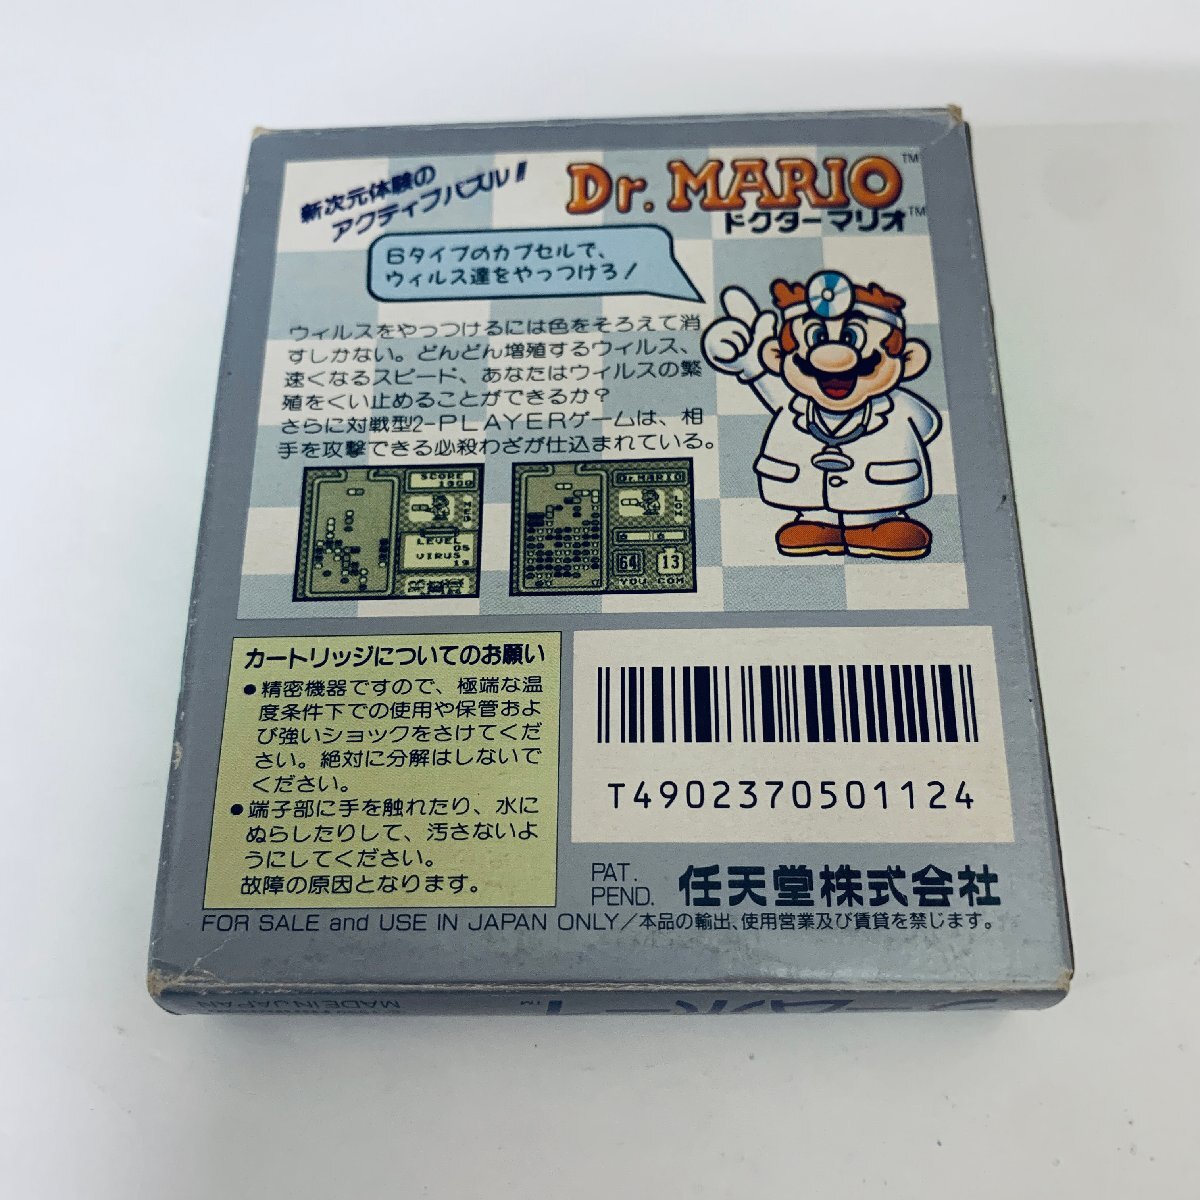 新次元体験の
アクティブパズル!!
Dr. MARIO™
ドクターマリオ™
6タイプのカプセルで、
ウィルス達をやっつけろ!
ウィルスをやっつけるには色をそろえて消
すしかない。どんどん増殖するウィルス、
速くなるスピード、あなたはウィルスの繁
殖をくい止めることができるか?
さらに対戦型2-PLAYERゲームは、相
手を攻撃できる必殺わざが仕込まれている。
SCORE
1300
LEVEL
05
VIRUS
13
Dr.MARIO
64
13
YOU COM
カートリッジについてのお願い
●精密機器ですので、極端な温
度条件下での使用や保管およ
び強いショックをさけてくだ
さい。絶対に分解はしないで
ください。
●端子部に手を触れたり、水に
ぬらしたりして、汚さないよ
うにしてください。
故障の原因となります。
T4902370501124
PAT.
PEND.
任天堂株式会社
FOR SALE and USE IN JAPAN ONLY/本品の輸出、使用営業及び賃貸を禁じます。
MADE IN JAPAN